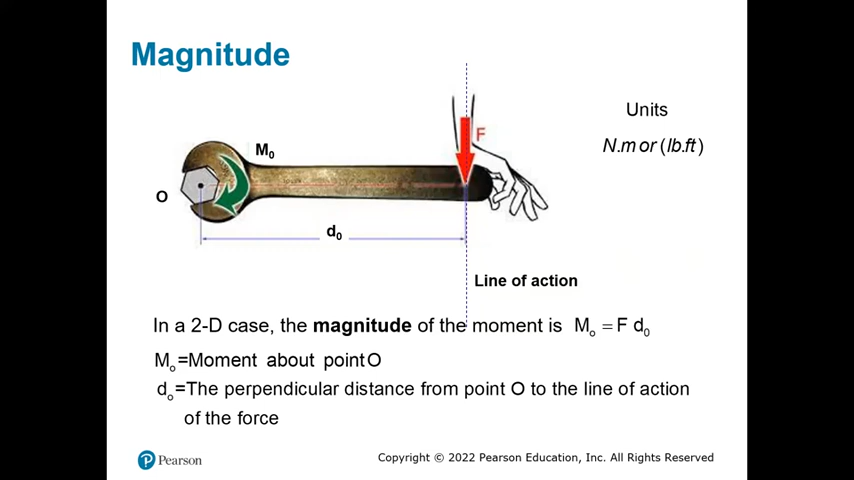 Magnitude
Units
F
N.m or (lb.ft)
M₀
O
d₀
Line of action
In a 2-D case, the magnitude of the moment is Mₒ = F d₀
Mₒ=Moment about point O
dₒ=The perpendicular distance from point O to the line of action
of the force
Pearson
Copyright © 2022 Pearson Education, Inc. All Rights Reserved